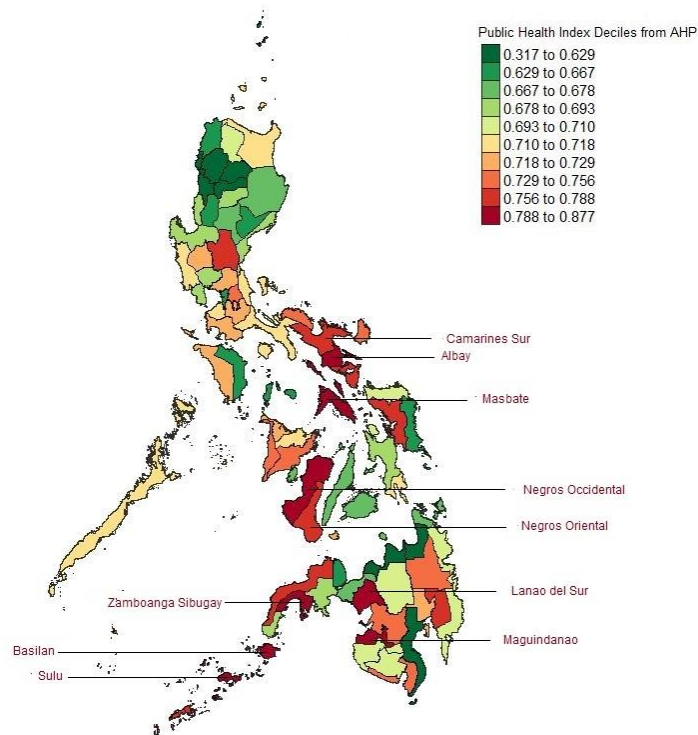 Public Health Index Deciles from AHP
0.317 to 0.629
0.629 to 0.667
0.667 to 0.678
0.678 to 0.693
0.693 to 0.710
0.710 to 0.718
0.718 to 0.729
0.729 to 0.756
0.756 to 0.788
0.788 to 0.877
Camarines Sur
Albay
Masbate
Negros Occidental
Negros Oriental
Lanao del Sur
Zamboanga Sibugay
Maguindanao
Basilan
Sulu